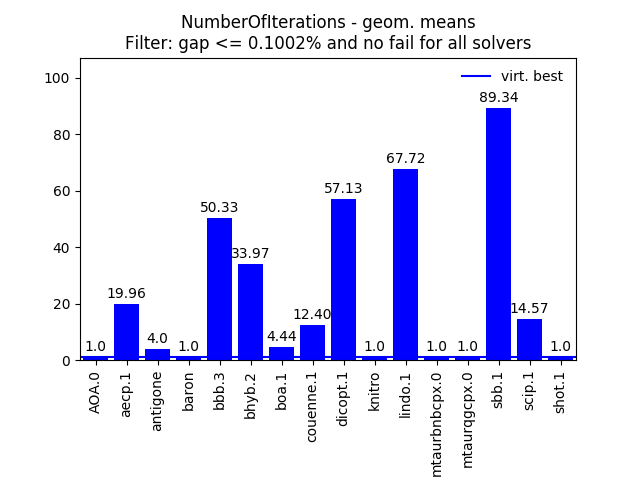 NumberOfIterations - geom. means
Filter: gap <= 0.1002% and no fail for all solvers
virt. best
100
80
60
40
20
0
1.0
19.96
4.0
1.0
50.33
33.97
4.44
12.40
57.13
1.0
67.72
1.0
1.0
89.34
14.57
1.0
AOA.0
aecp.1
antigone
baron
bbb.3
bhyb.2
boa.1
couenne.1
dicopt.1
knitro
lindo.1
mtaurbnbcpx.0
mtaurqgcpx.0
sbb.1
scip.1
shot.1